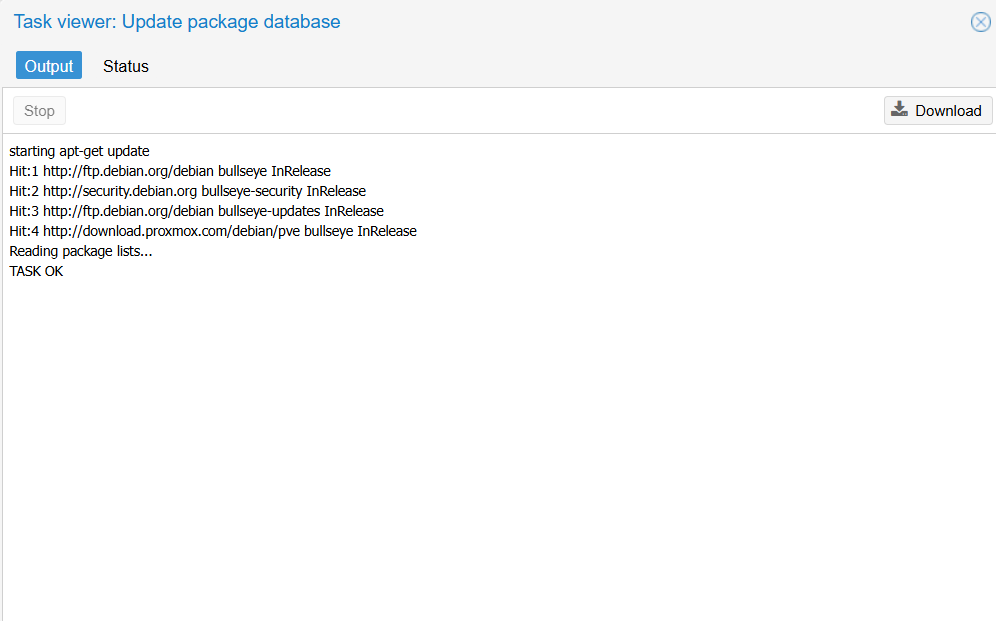 Task viewer: Update package database
Output Status
Stop Download
starting apt-get update
Hit:1 http://ftp.debian.org/debian bullseye InRelease
Hit:2 http://security.debian.org bullseye-security InRelease
Hit:3 http://ftp.debian.org/debian bullseye-updates InRelease
Hit:4 http://download.proxmox.com/debian/pve bullseye InRelease
Reading package lists...
TASK OK